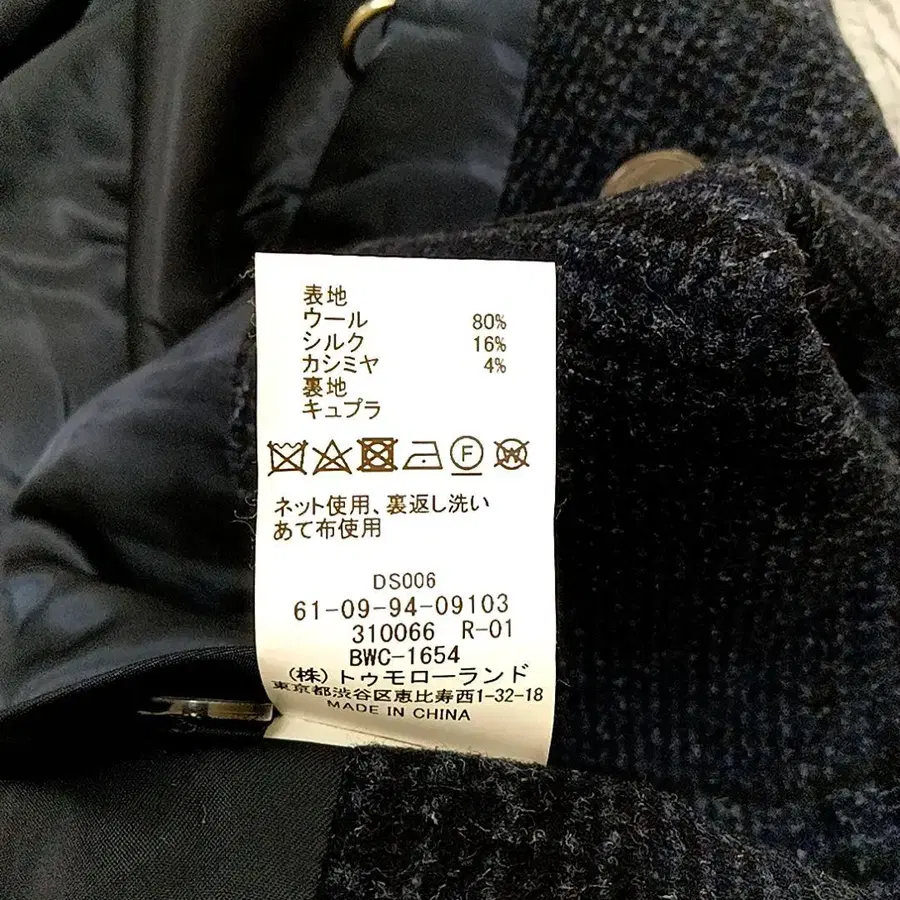 表地
ウール 80%
シルク 16%
カシミヤ 4%
裏地
キュプラ
F W
ネット使用、裏返し洗い
あて布使用
DS006
61-09-94-09103
310066 R-01
BWC-1654
(株)トゥモローランド
東京都渋谷区恵比寿西1-32-18
MADE IN CHINA